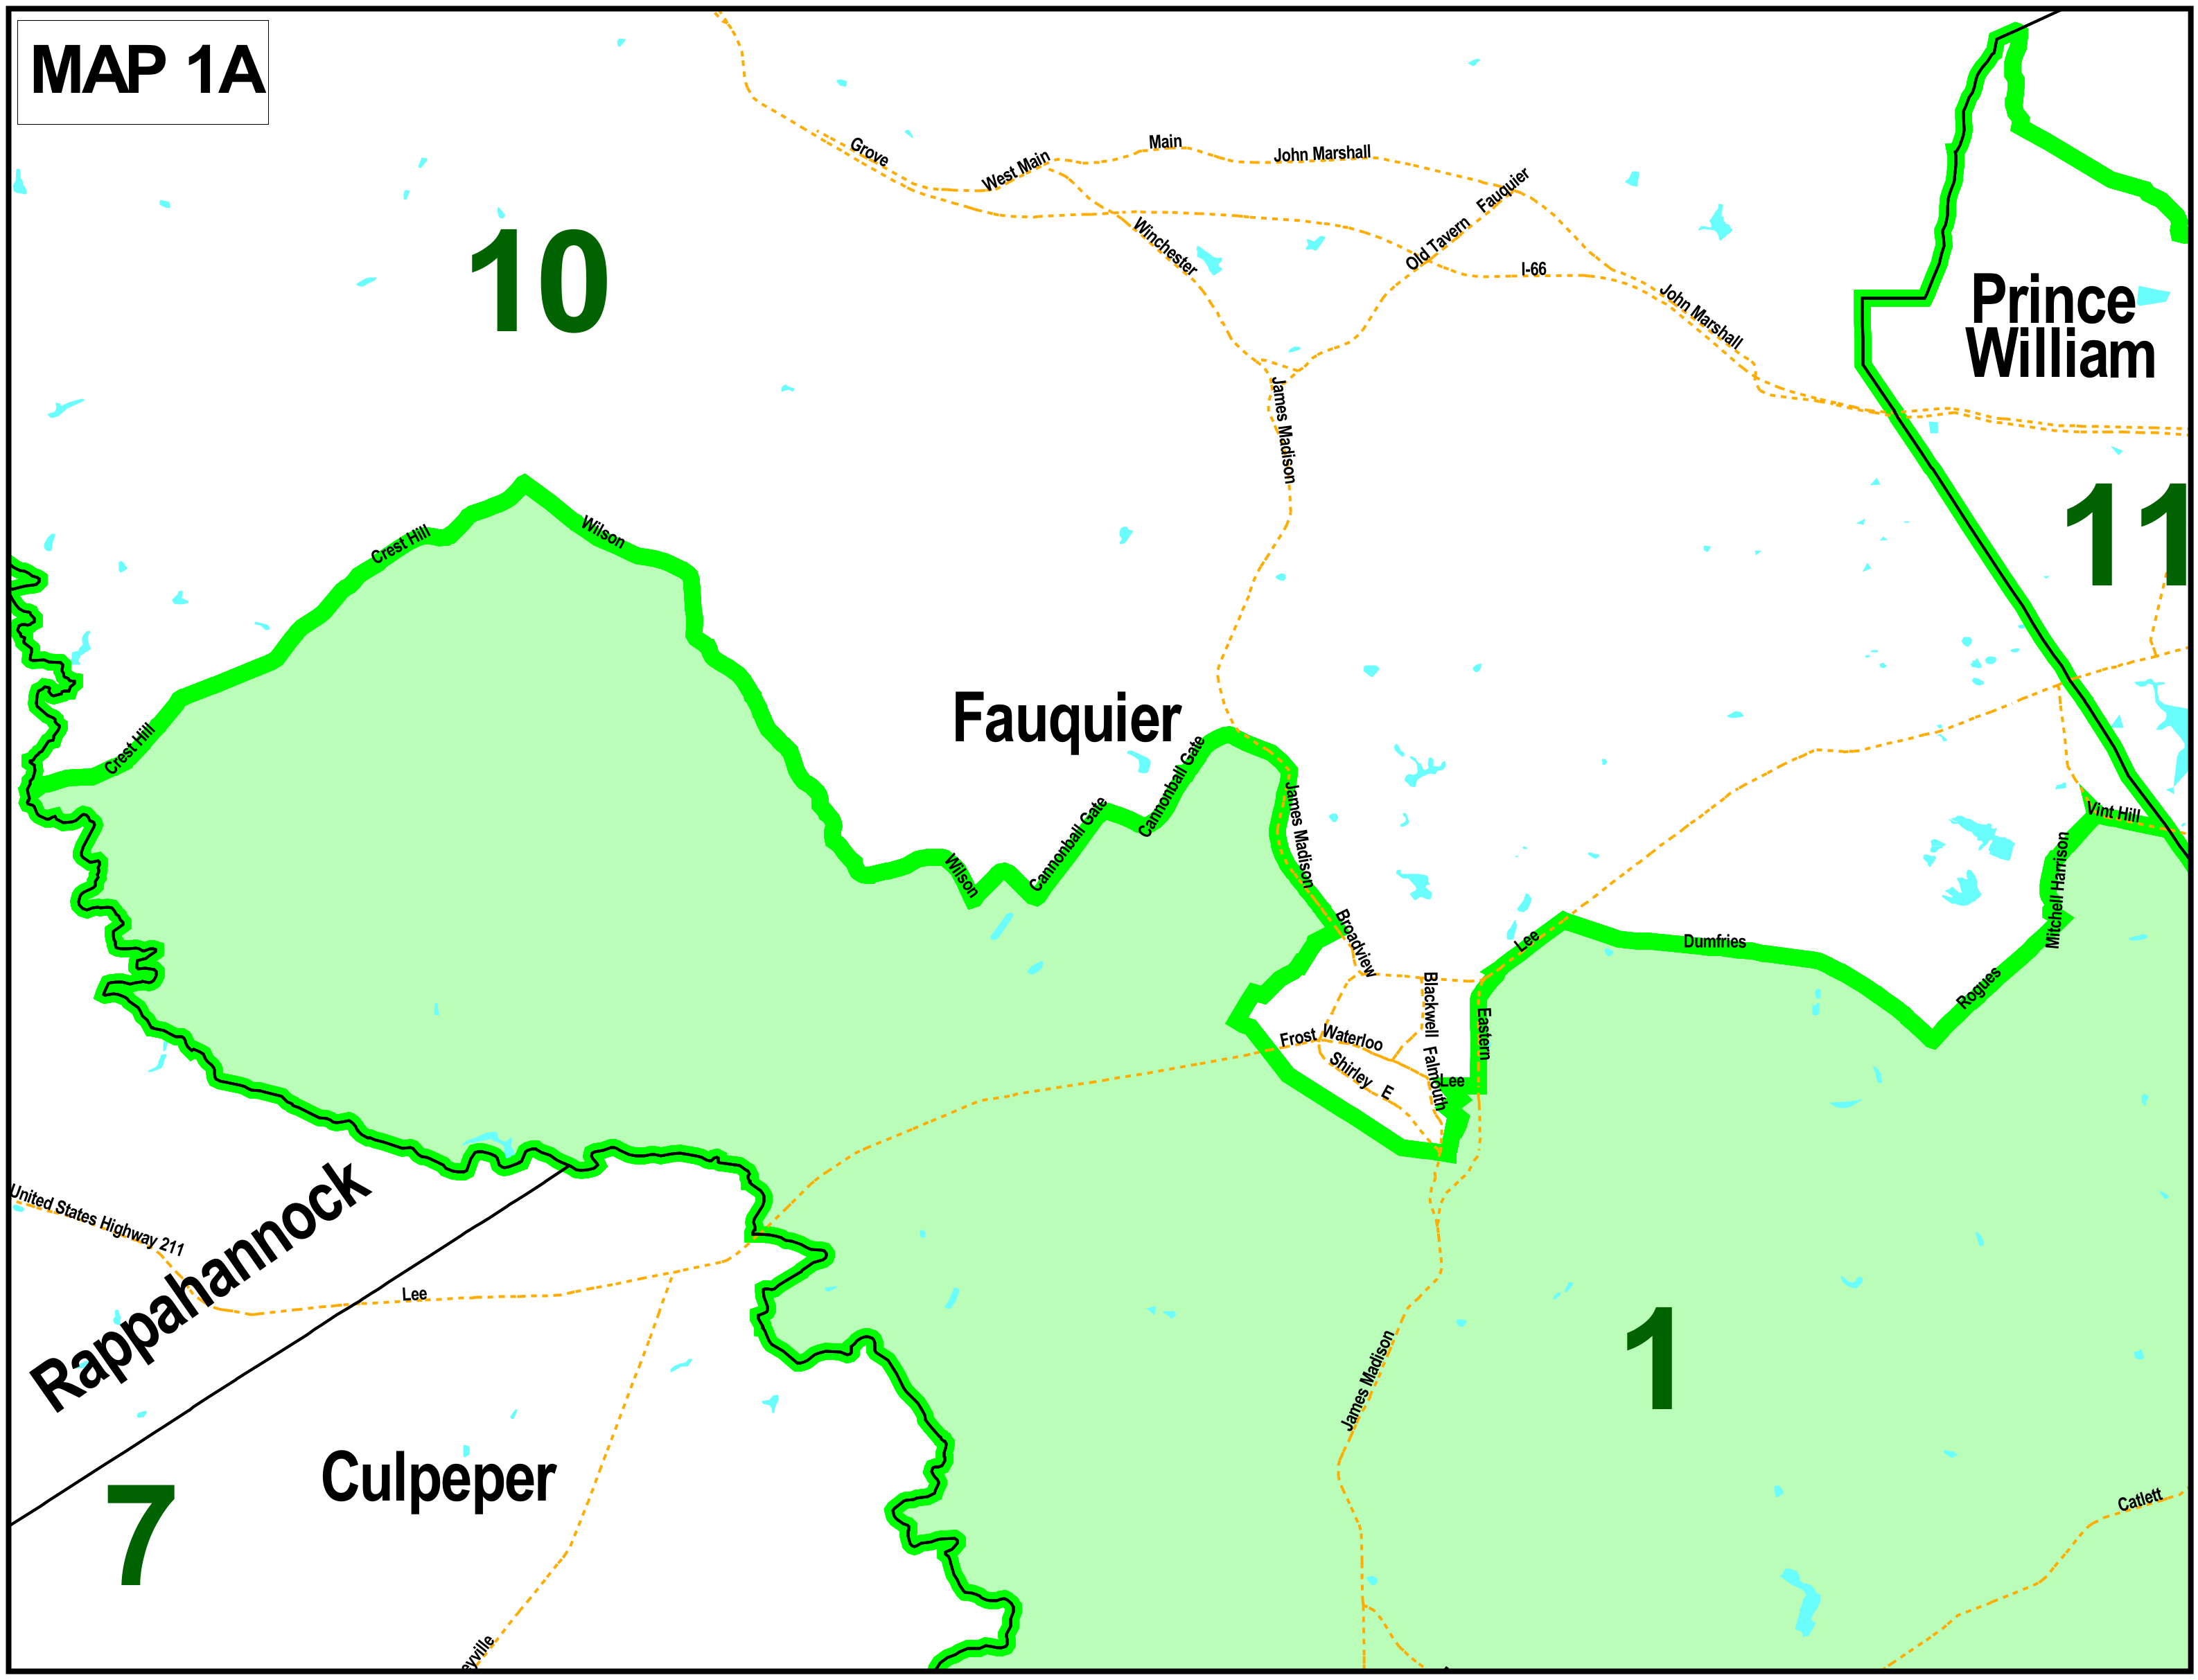 MAP 1A
Grove
West Main
Main
John Marshall
Fauquier
Old Tavern
Winchester
I-66
John Marshall
10
Prince
William
James Madison
11
Crest Hill
Wilson
Crest Hill
Fauquier
Cannonball Gate
Cannonball Gate
Wilson
James Madison
Vint Hill
Mitchell Harrison
Broadview
Lee
Dumfries
Rogues
Blackwell
Eastern
Frost
Waterloo
Shirley
E
Falmouth
Lee
United States Highway 211
Rappahannock
Lee
James Madison
1
Culpeper
7
Catlett
eyville